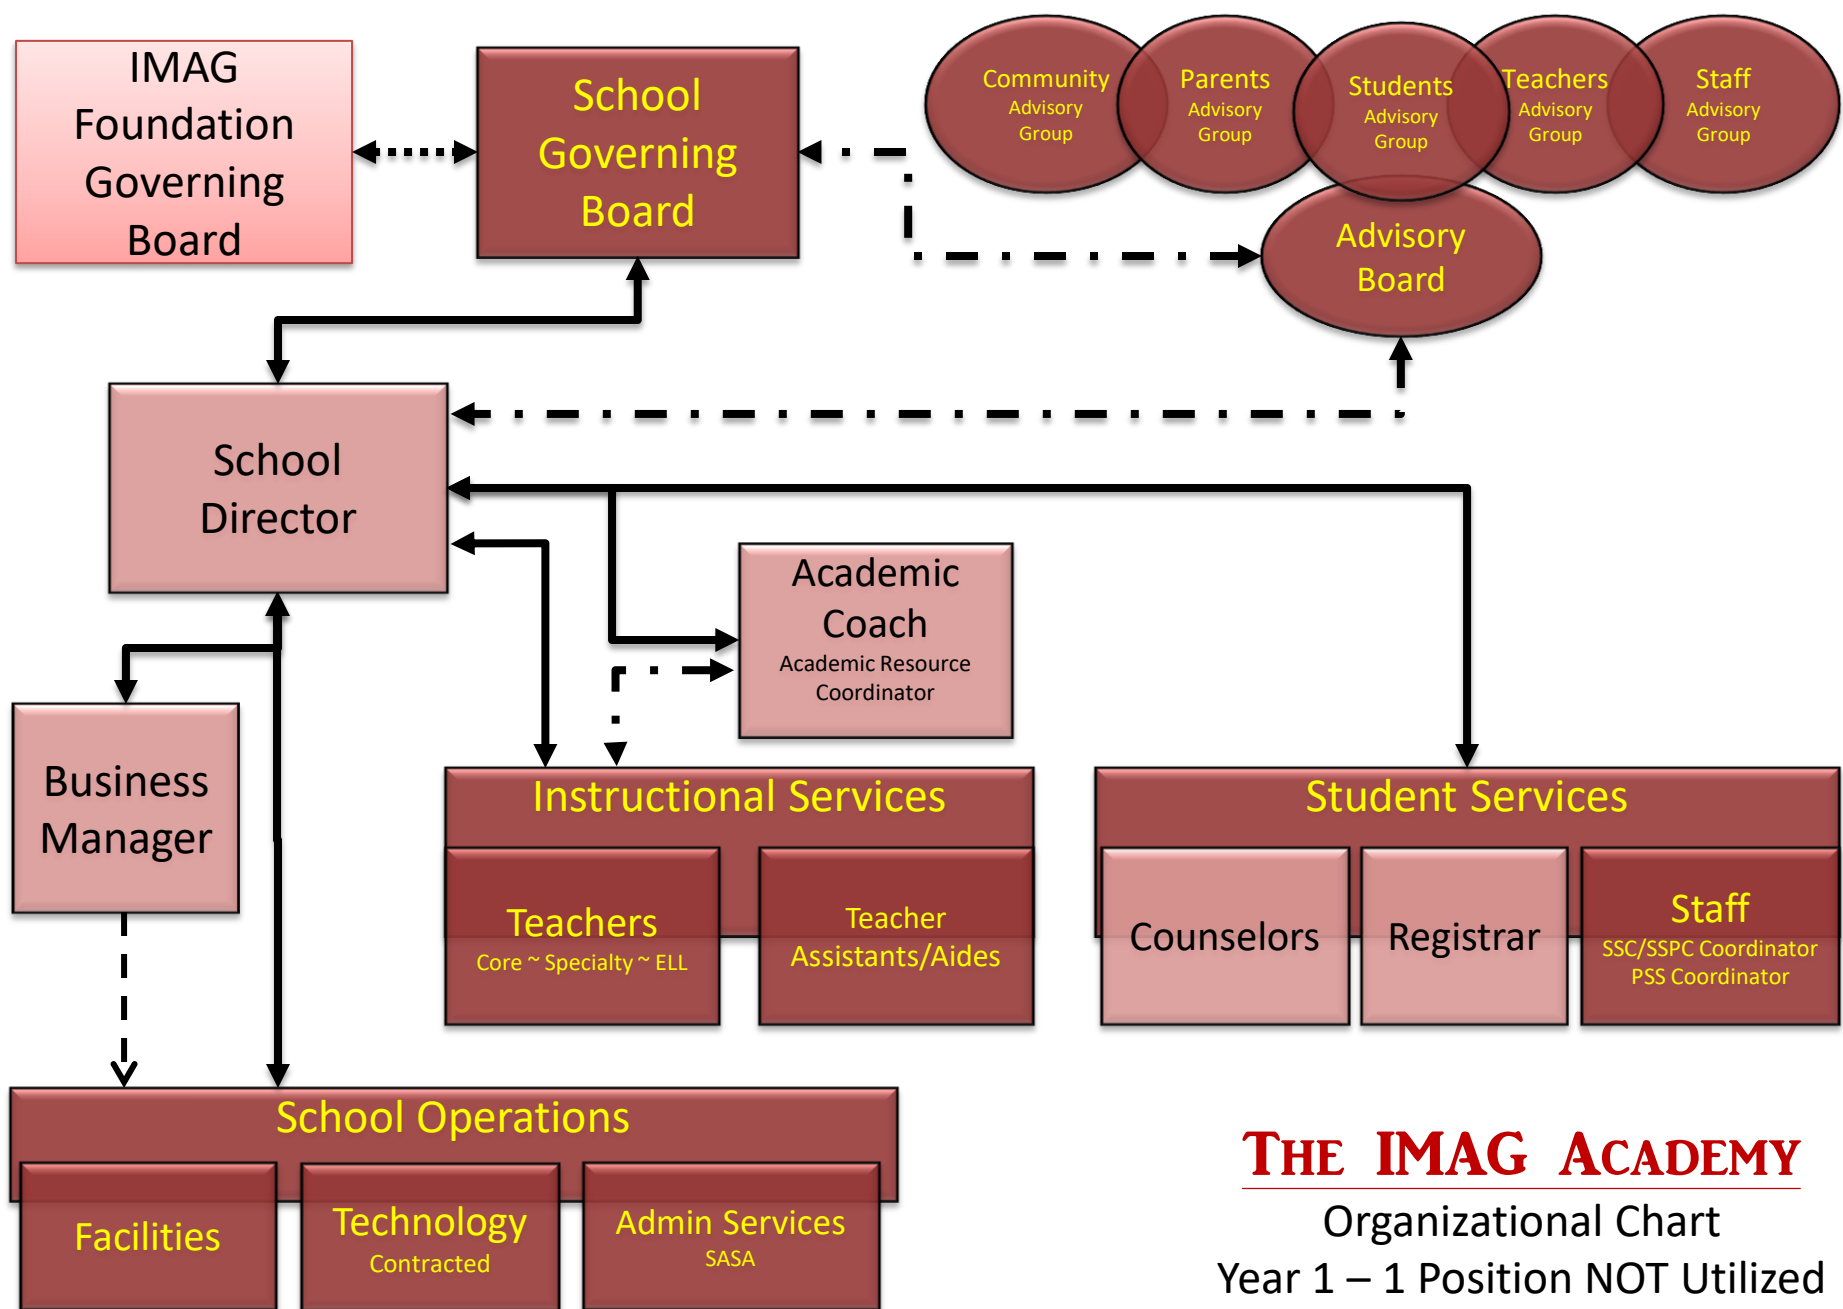 IMAG
Foundation
Governing
Board
School
Governing
Board
Community
Advisory
Group
Parents
Advisory
Group
Students
Advisory
Group
Teachers
Advisory
Group
Staff
Advisory
Group
Advisory
Board
School
Director
Academic
Coach
Academic Resource
Coordinator
Business
Manager
Instructional Services
Teachers
Core ~ Specialty ~ ELL
Teacher
Assistants/Aides
Student Services
Counselors
Registrar
Staff
SSC/SSPC Coordinator
PSS Coordinator
School Operations
Facilities
Technology
Contracted
Admin Services
SASA
THE IMAG ACADEMY
Organizational Chart
Year 1 – 1 Position NOT Utilized